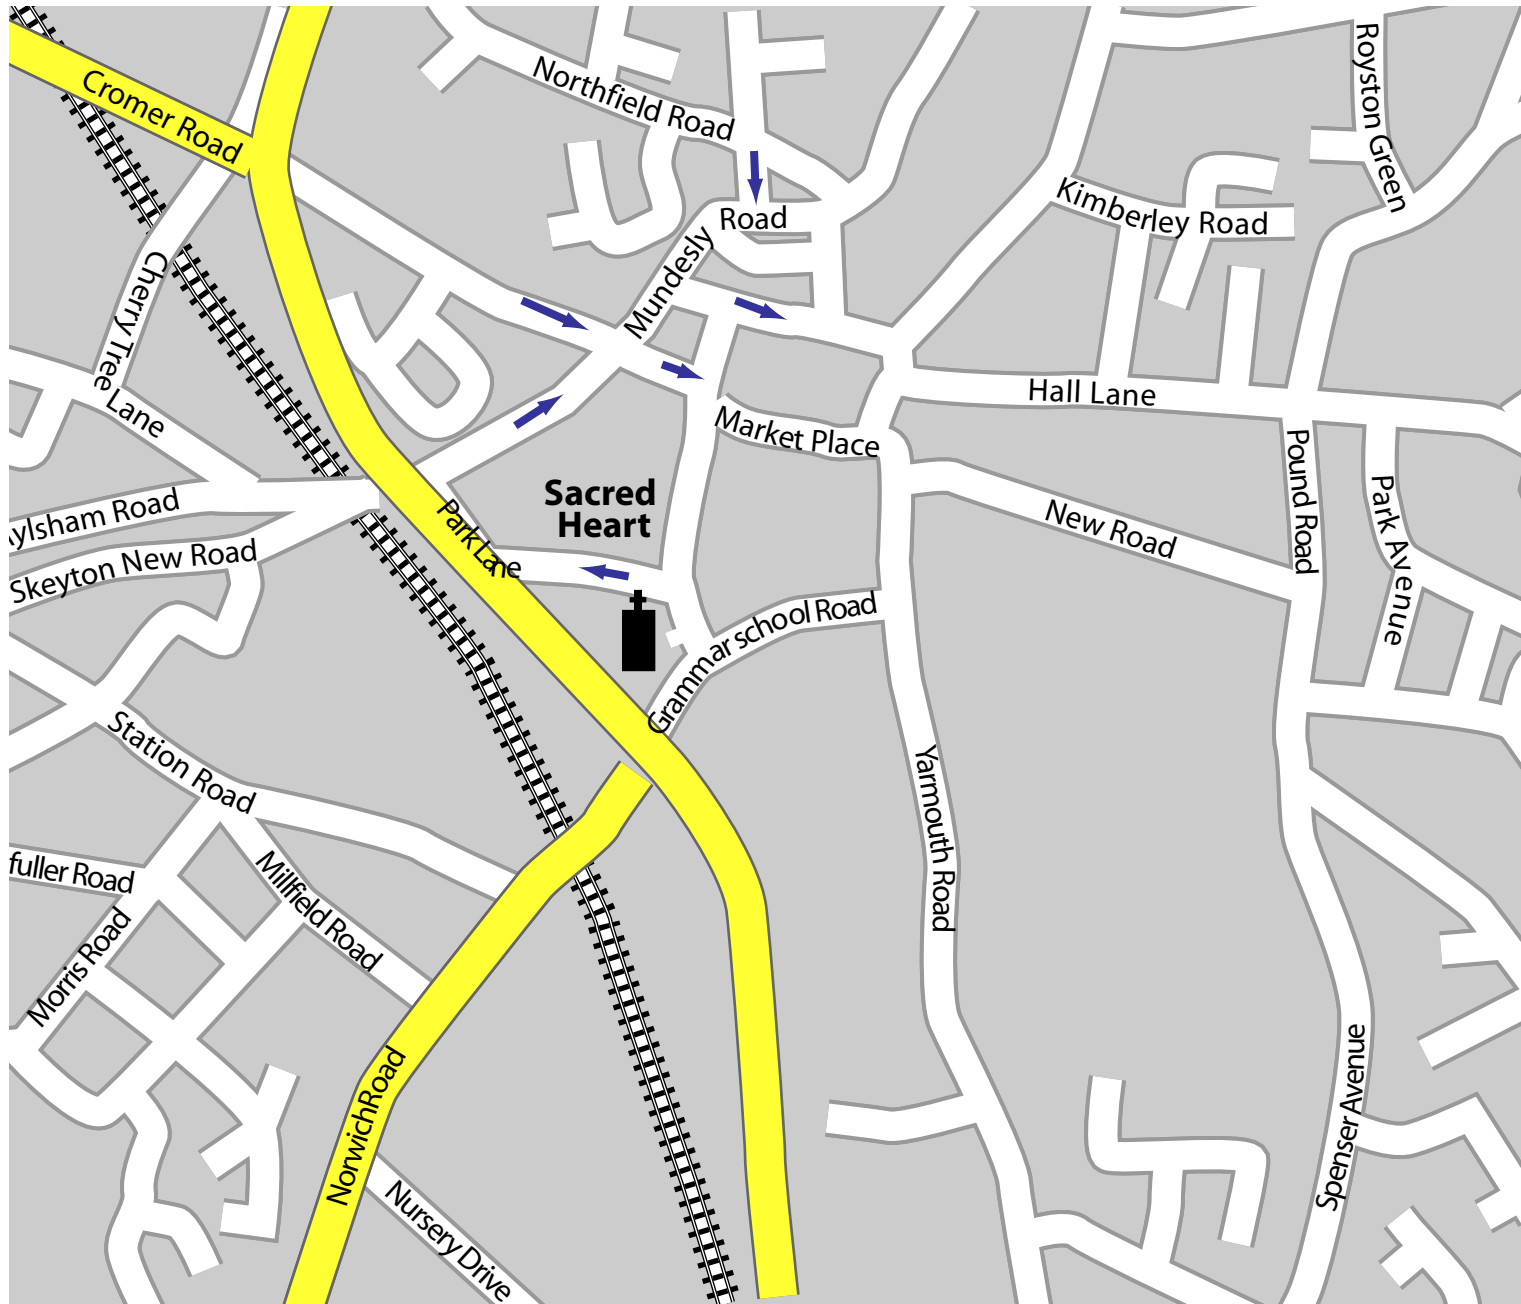 Cromer Road
Northfield Road
Royston Green
Kimberley Road
Road
Mundesly
Cherry Tree
Lane
Hall Lane
Market Place
Pound Road
Park Avenue
Sacred
Heart
ylsham Road
Park Lane
New Road
Skeyton New Road
Grammar school Road
Station Road
Yarmouth Road
fuller Road
Millfield Road
Morris Road
Norwich Road
Spenser Avenue
Nursery Drive